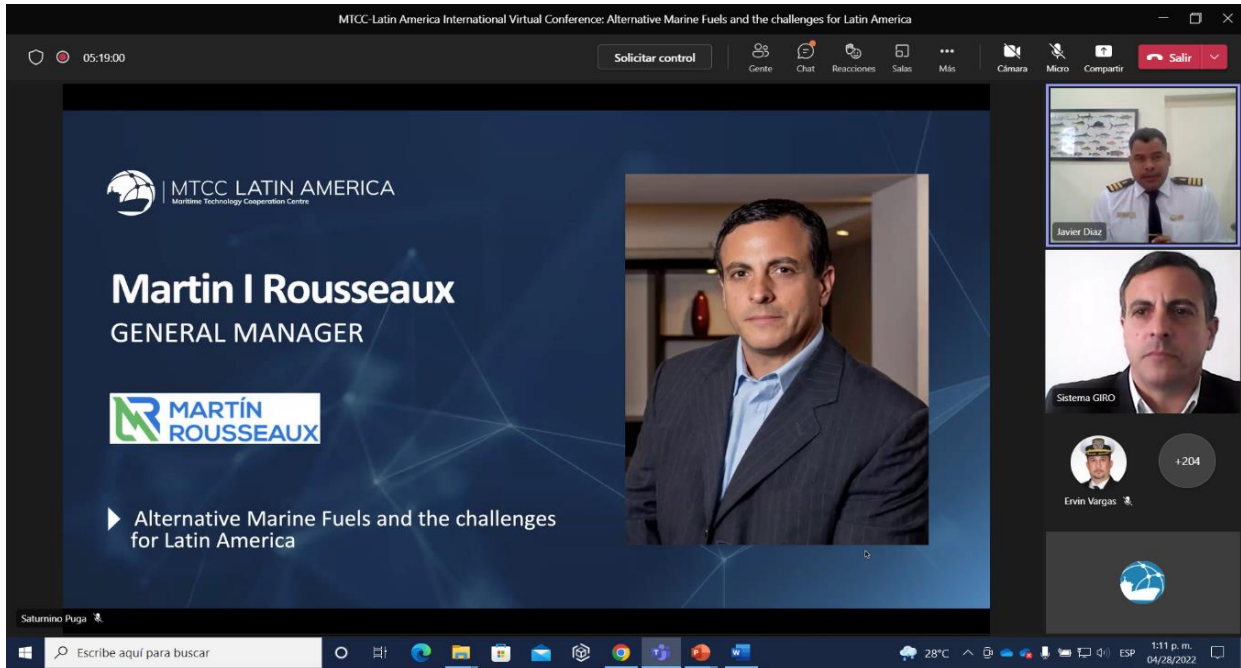 MTCC-Latin America International Virtual Conference: Alternative Marine Fuels and the challenges for Latin America
05:19:00
Solicitar control
Gente
Chat
Reacciones
Salas
Más
Cámara
Micro
Compartir
Salir
MTCC LATIN AMERICA
Maritime Technology Cooperation Centre
Martin I Rousseaux
GENERAL MANAGER
MARTÍN
ROUSSEAUX
Alternative Marine Fuels and the challenges
for Latin America
Javier Diaz
Sistema GIRO
Ervin Vargas
+204
Saturnino Puga
Escribe aquí para buscar
28°C
ESP
1:11 p. m.
04/28/2022